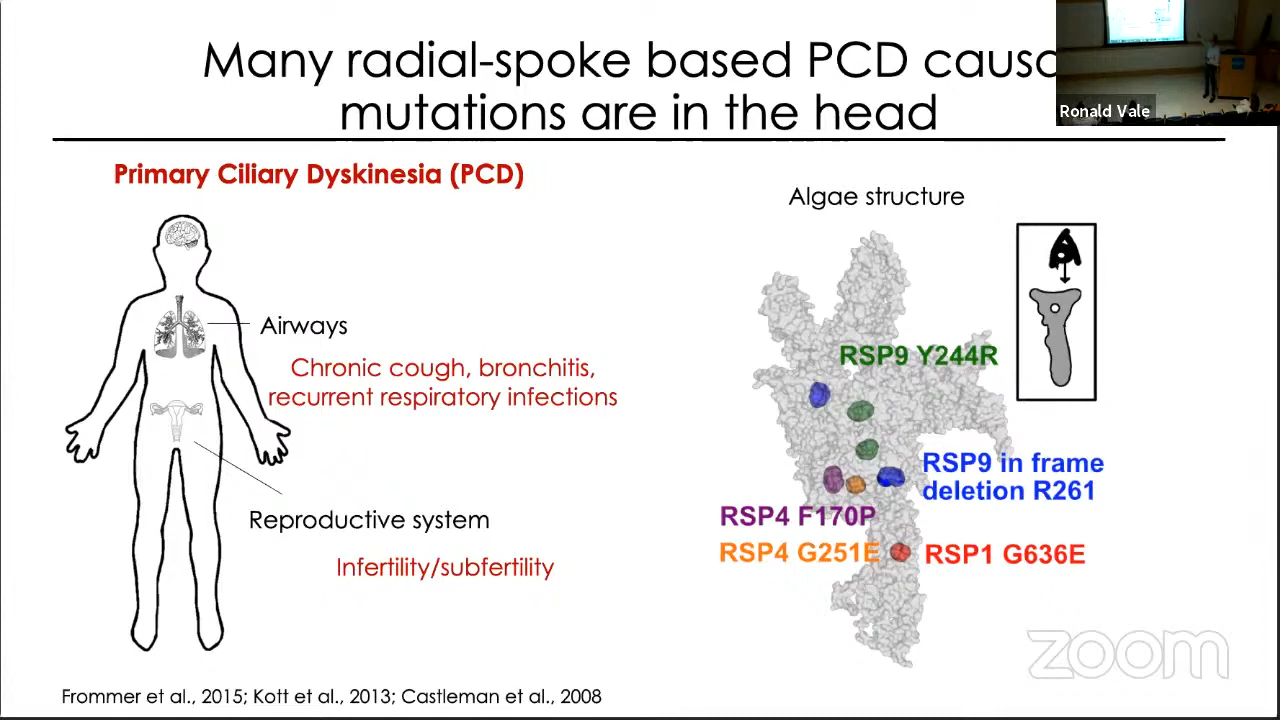 Many radial-spoke based PCD caus
mutations are in the head
Ronald Vale
Primary Ciliary Dyskinesia (PCD)
Algae structure
Airways
Chronic cough, bronchitis,
recurrent respiratory infections
Reproductive system
Infertility/subfertility
RSP9 Y244R
RSP9 in frame
deletion R261
RSP4 F170P
RSP4 G251E
RSP1 G636E
zoom
Frommer et al., 2015; Kott et al., 2013; Castleman et al., 2008